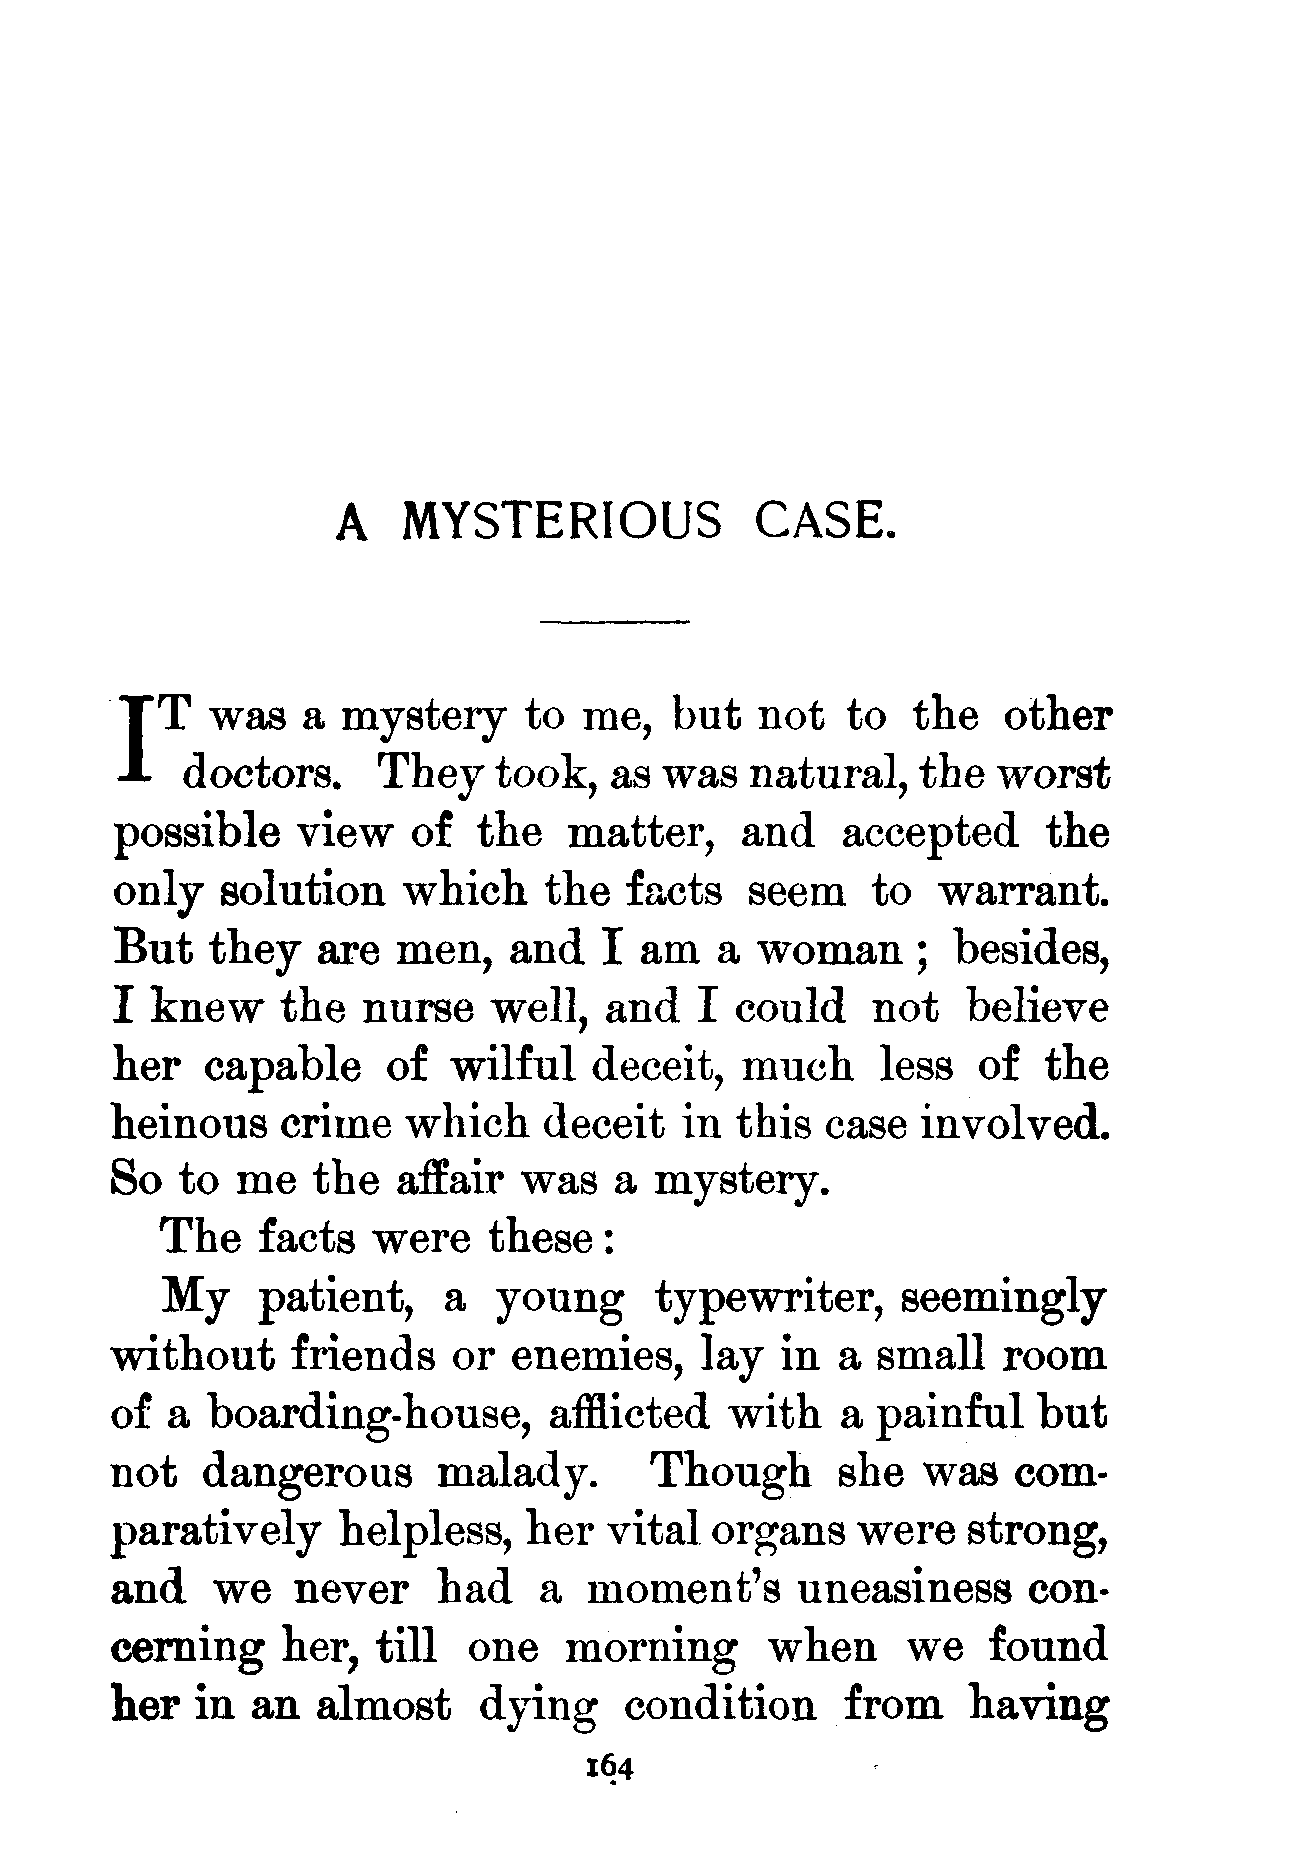 A MYSTERIOUS CASE.
IT was a mystery to me, but not to the other
doctors. They took, as was natural, the worst
possible view of the matter, and accepted the
only solution which the facts seem to warrant.
But they are men, and I am a woman ; besides,
I knew the nurse well, and I could not believe
her capable of wilful deceit, much less of the
heinous crime which deceit in this case involved.
So to me the affair was a mystery.
The facts were these :
My patient, a young typewriter, seemingly
without friends or enemies, lay in a small room
of a boarding-house, afflicted with a painful but
not dangerous malady. Though she was com-
paratively helpless, her vital organs were strong,
and we never had a moment's uneasiness con-
cerning her, till one morning when we found
her in an almost dying condition from having
164